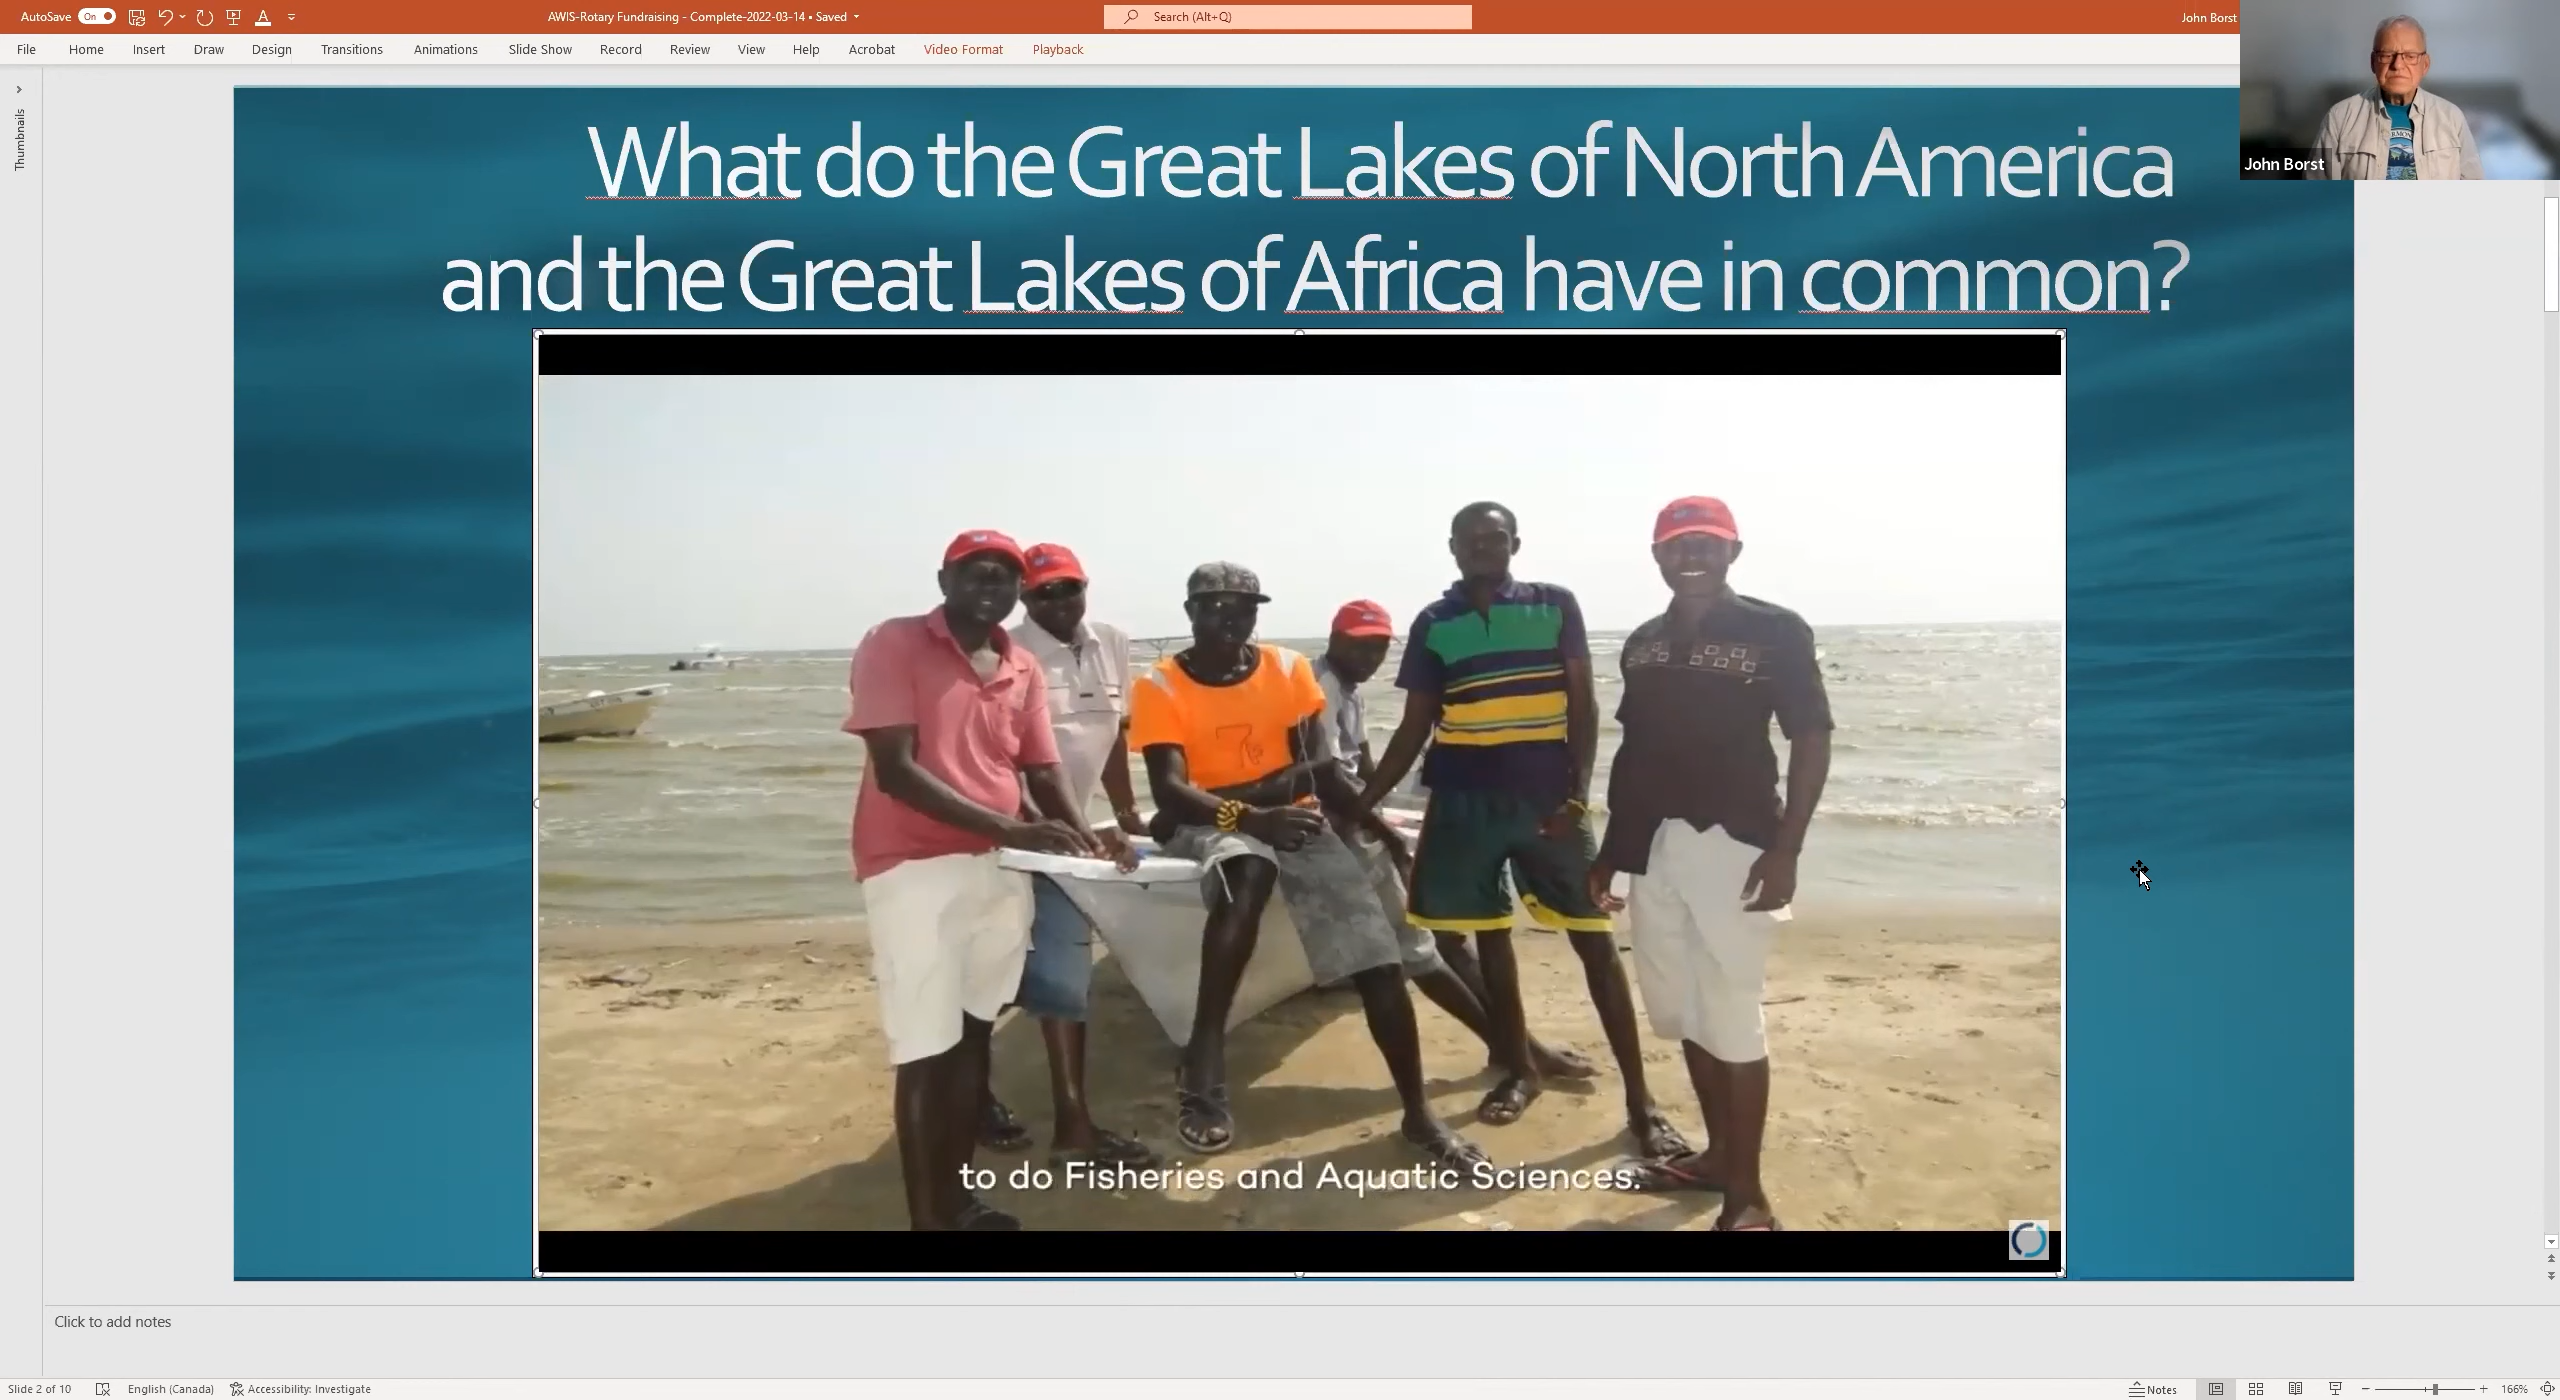 AutoSave On AWIS-Rotary Fundraising - Complete-2022-03-14 • Saved Search (Alt+Q) John Borst
File Home Insert Draw Design Transitions Animations Slide Show Record Review View Help Acrobat Video Format Playback
Thumbnails
What do the Great Lakes of North America
and the Great Lakes of Africa have in common?
John Borst
to do Fisheries and Aquatic Sciences.
Click to add notes
Slide 2 of 10 English (Canada) Accessibility: Investigate Notes 166%